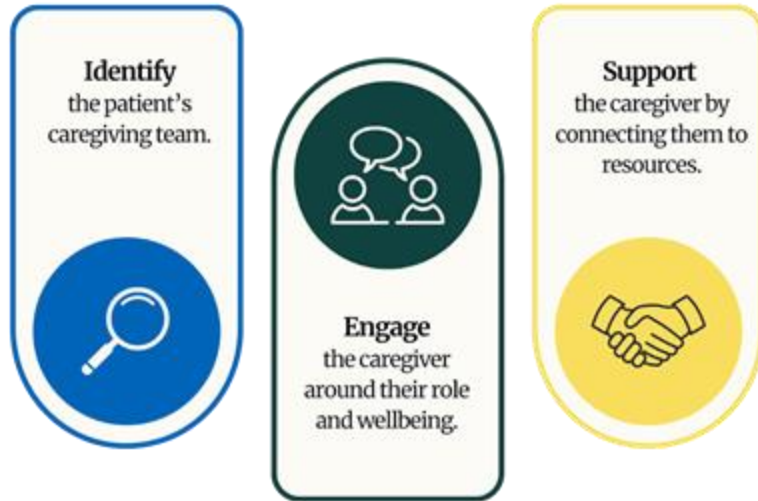 Identify
the patient's
caregiving team.
Engage
the caregiver
around their role
and wellbeing.
Support
the caregiver by
connecting them to
resources.